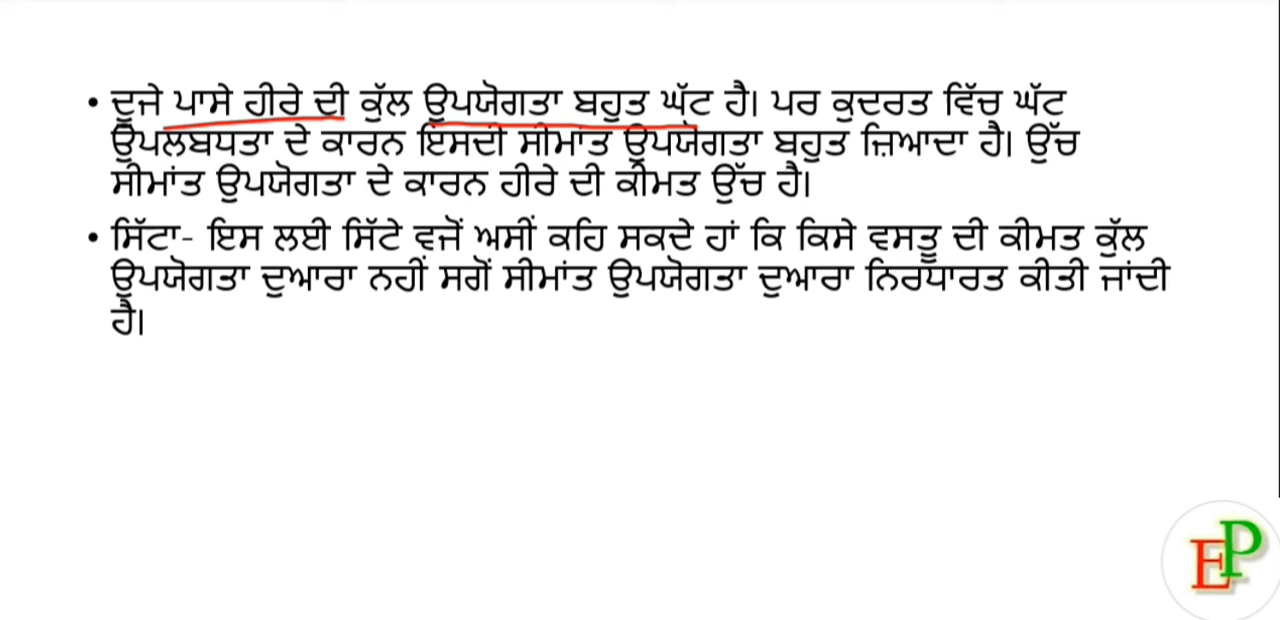 • ਦੂਜੇ ਪਾਸੇ ਹੀਰੇ ਦੀ ਕੁੱਲ ਉਪਯੋਗਤਾ ਬਹੁਤ ਘੱਟ ਹੈ। ਪਰ ਕੁਦਰਤ ਵਿੱਚ ਘੱਟ
ਉਪਲਬਧਤਾ ਦੇ ਕਾਰਨ ਇਸਦੀ ਸੀਮਾਂਤ ਉਪਯੋਗਤਾ ਬਹੁਤ ਜ਼ਿਆਦਾ ਹੈ। ਉੱਚ
ਸੀਮਾਂਤ ਉਪਯੋਗਤਾ ਦੇ ਕਾਰਨ ਹੀਰੇ ਦੀ ਕੀਮਤ ਉੱਚ ਹੈ।
• ਸਿੱਟਾ- ਇਸ ਲਈ ਸਿੱਟੇ ਵਜੋਂ ਅਸੀਂ ਕਹਿ ਸਕਦੇ ਹਾਂ ਕਿ ਕਿਸੇ ਵਸਤੂ ਦੀ ਕੀਮਤ ਕੁੱਲ
ਉਪਯੋਗਤਾ ਦੁਆਰਾ ਨਹੀਂ ਸਗੋਂ ਸੀਮਾਂਤ ਉਪਯੋਗਤਾ ਦੁਆਰਾ ਨਿਰਧਾਰਤ ਕੀਤੀ ਜਾਂਦੀ
ਹੈ।
EP